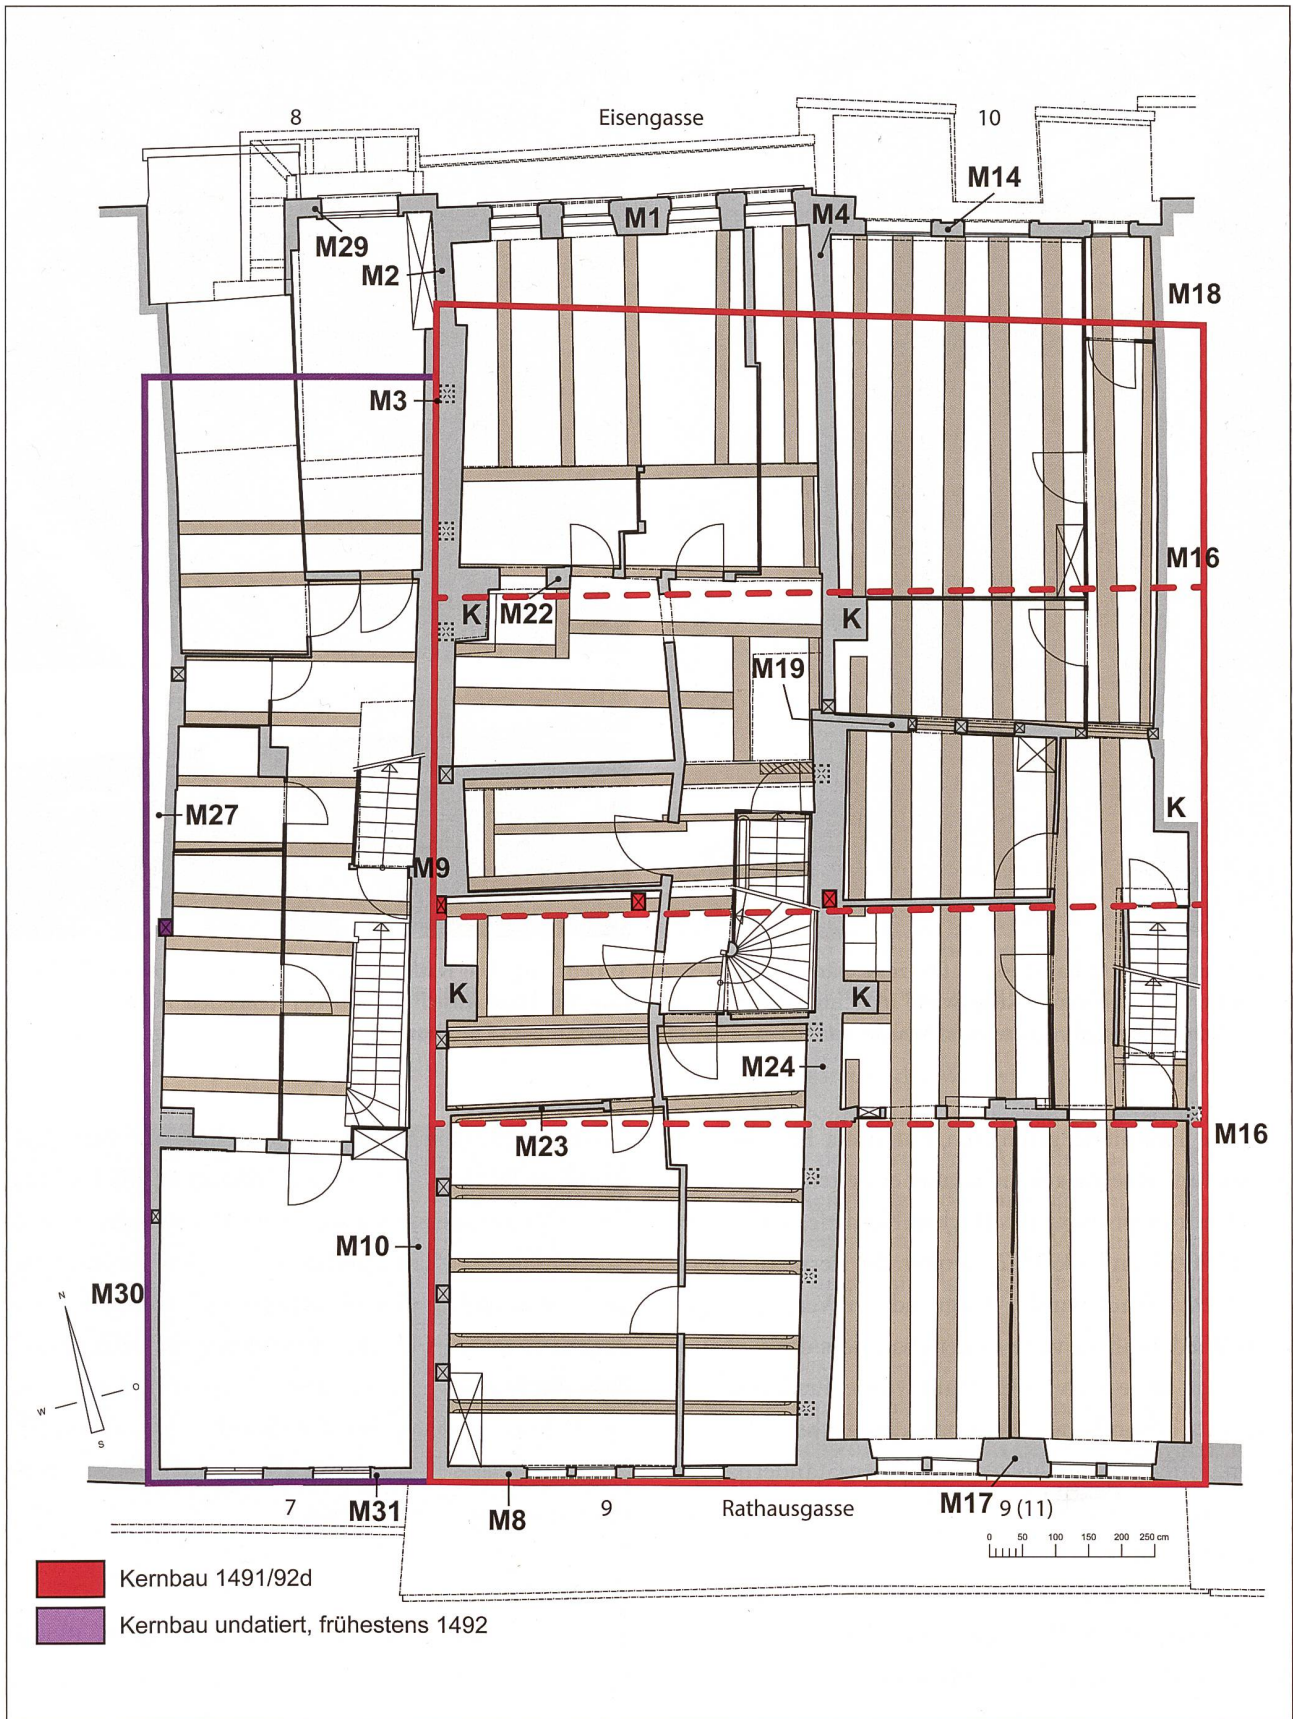 8 Eisengasse 10
M14
M29 M1 M4
M2
M18
M3
M16
K M22 K
M19
M27 K
M9
K K
M24
M23 M16
M10
M30
N
W O
S
7 M31 M8 9 Rathausgasse M17 9 (11)
0 50 100 150 200 250 cm
Kernbau 1491/92d
Kernbau undatiert, frühestens 1492